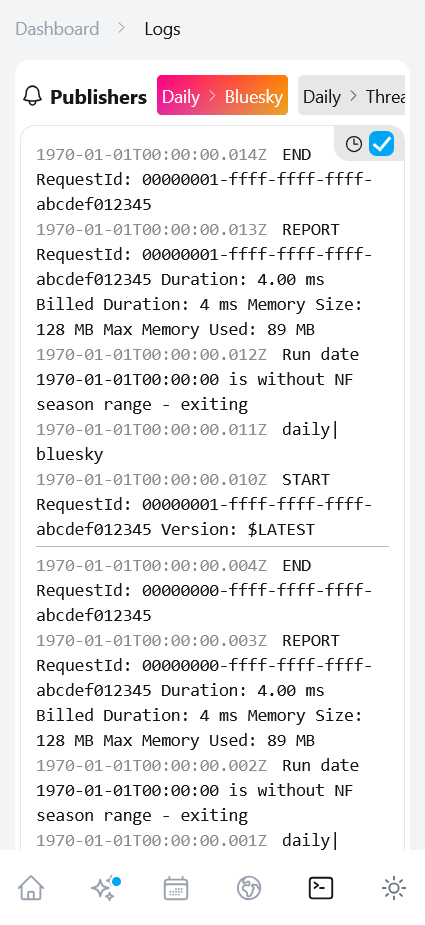 Dashboard > Logs
Publishers Daily > Bluesky Daily > Threa
1970-01-01T00:00:00.014Z END
RequestId: 00000001-ffff-ffff-ffff-
abcdef012345
1970-01-01T00:00:00.013Z REPORT
RequestId: 00000001-ffff-ffff-ffff-
abcdef012345 Duration: 4.00 ms
Billed Duration: 4 ms Memory Size:
128 MB Max Memory Used: 89 MB
1970-01-01T00:00:00.012Z Run date
1970-01-01T00:00:00 is without NF
season range - exiting
1970-01-01T00:00:00.011Z daily|
bluesky
1970-01-01T00:00:00.010Z START
RequestId: 00000001-ffff-ffff-ffff-
abcdef012345 Version: $LATEST
1970-01-01T00:00:00.004Z END
RequestId: 00000000-ffff-ffff-ffff-
abcdef012345
1970-01-01T00:00:00.003Z REPORT
RequestId: 00000000-ffff-ffff-ffff-
abcdef012345 Duration: 4.00 ms
Billed Duration: 4 ms Memory Size:
128 MB Max Memory Used: 89 MB
1970-01-01T00:00:00.002Z Run date
1970-01-01T00:00:00 is without NF
season range - exiting
1970-01-01T00:00:00.001Z daily|